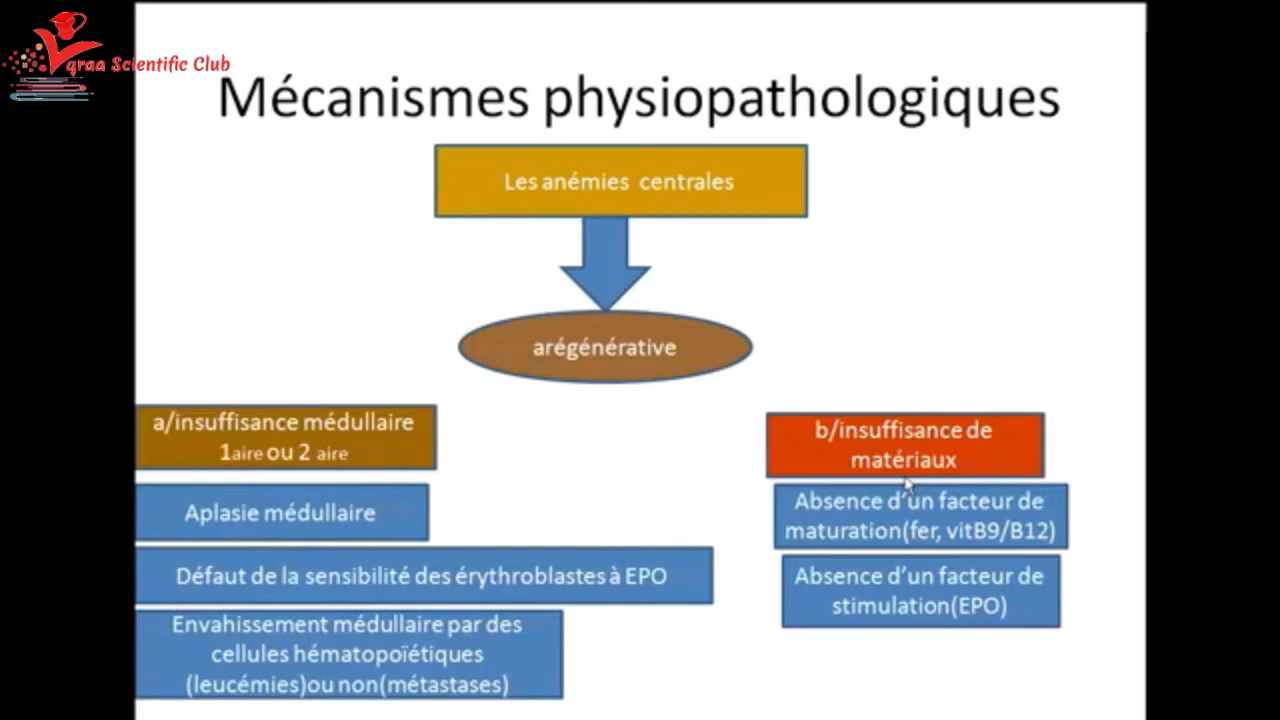 qraa Scientific Club
Mécanismes physiopathologiques
Les anémies centrales
arégénérative
a/insuffisance médullaire
1aire ou 2 aire
Aplasie médullaire
Défaut de la sensibilité des érythroblastes à EPO
Envahissement médullaire par des
cellules hématopoïétiques
(leucémies)ou non(métastases)
b/insuffisance de
matériaux
Absence d'un facteur de
maturation(fer, vitB9/B12)
Absence d'un facteur de
stimulation(EPO)